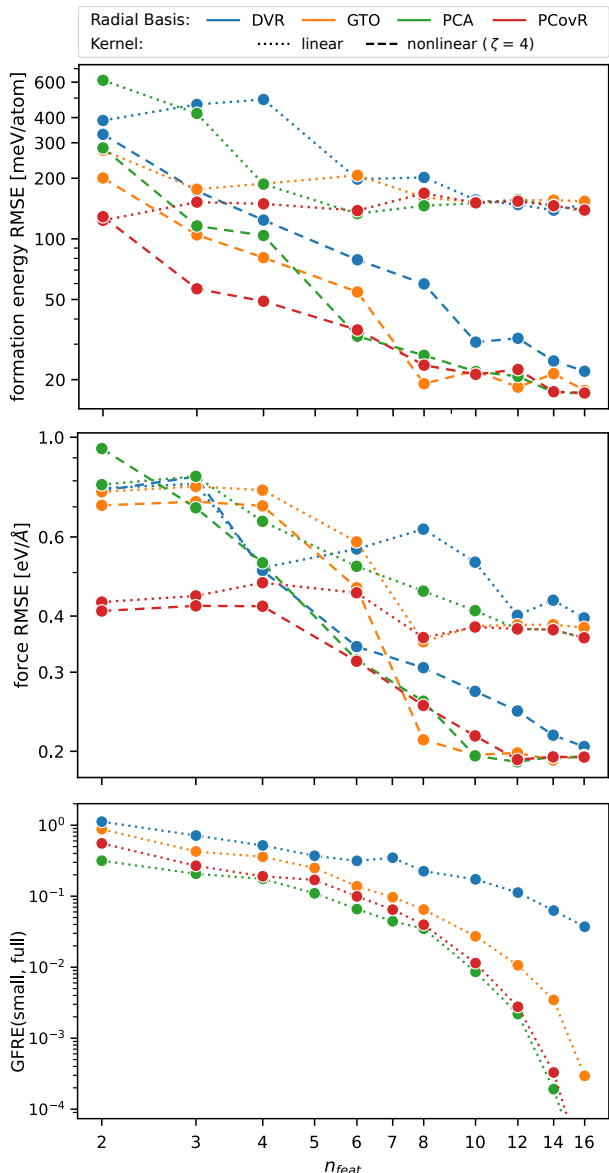 Radial Basis: DVR GTO PCA PCovR
Kernel: linear nonlinear (ζ = 4)
600
400
300
200
100
50
20
formation energy RMSE [meV/atom]
1.0
0.6
0.4
0.3
0.2
force RMSE [eV/Å]
10⁰
10⁻¹
10⁻²
10⁻³
10⁻⁴
GFRE(small, full)
2 3 4 5 6 7 8 10 12 14 16
n_feat